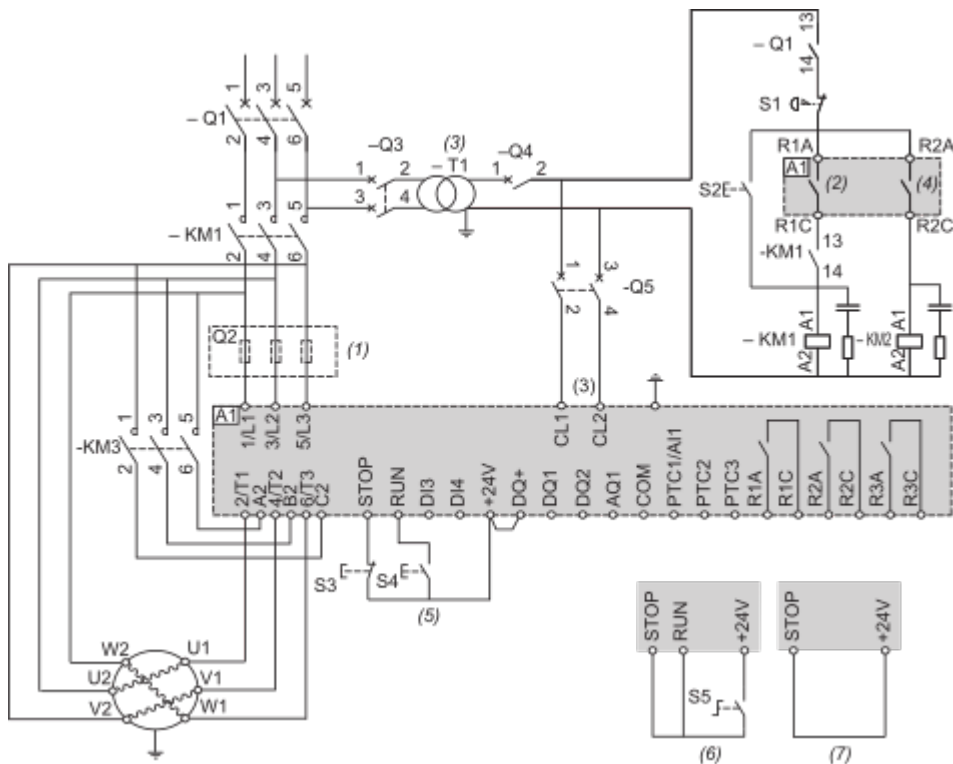 1 3 5
– Q1
2 4 6
–Q3
1 2
3 4
(3)
– T1
–Q4
1 2
13
– Q1
14
S1
R1A R2A
A1
(2) (4)
S2
R1C R2C
-KM1
13
14
A1 A1
– KM1 – KM2
A2 A2
1 3 5
– KM1
2 4 6
1 3
-Q5
2 4
Q2
(1)
(3)
A1
1/L1 3/L2 5/L3 CL1 CL2
1 3 5
-KM3
2 4 6
2/T1 A2 4/T2 B2 6/T3 C2 STOP RUN DI3 DI4 +24V DQ+ DQ1 DQ2 AQ1 COM PTC1/AI1 PTC2 PTC3 R1A R1C R2A R2C R3A R3C
S3 S4
(5)
W2 U1
U2 V1
V2 W1
STOP RUN +24V
S5
(6)
STOP +24V
(7)